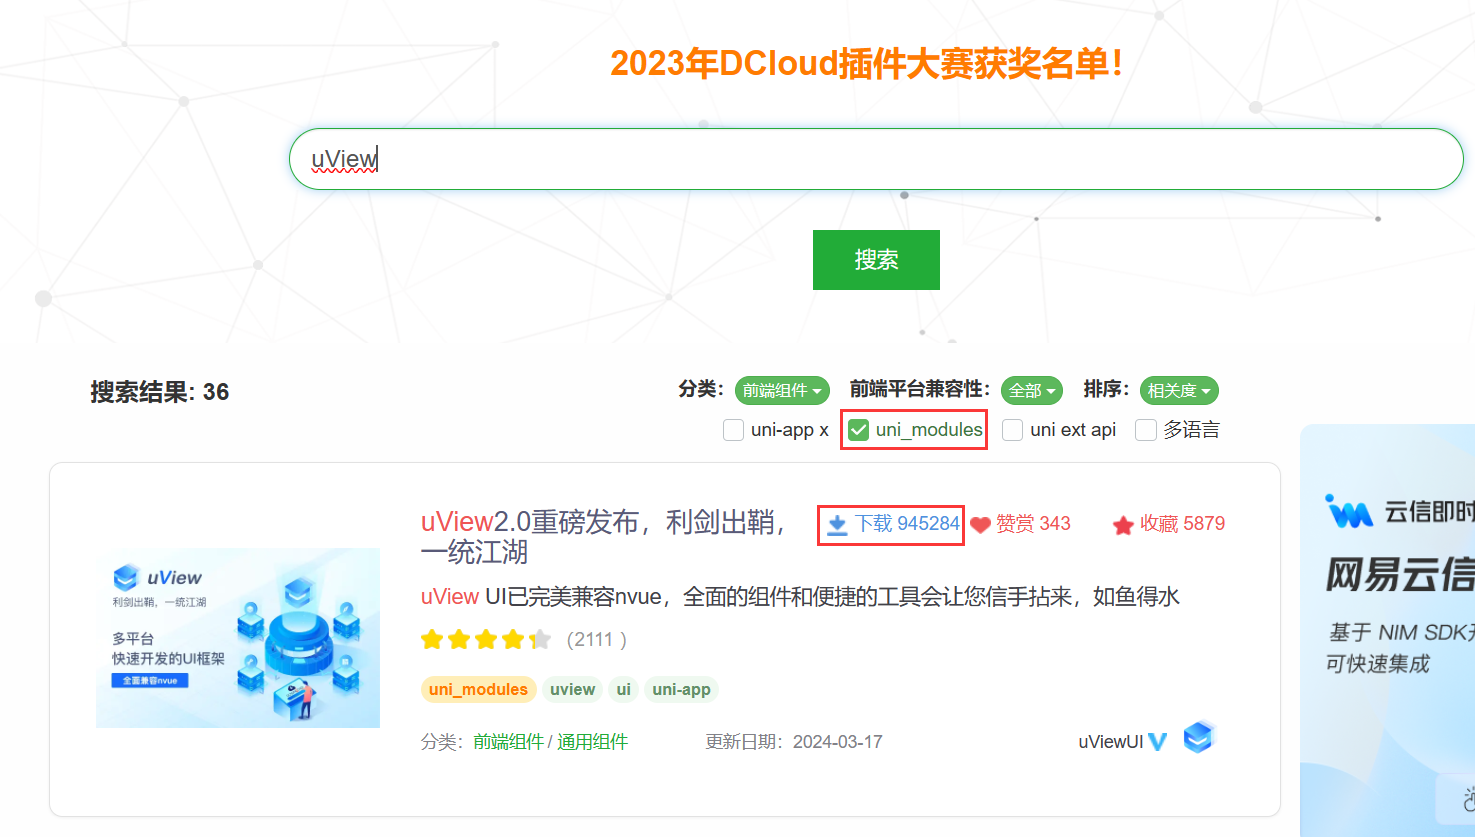 2023年DCloud插件大赛获奖名单！
uView
搜索
搜索结果: 36
分类： 前端组件 前端平台兼容性： 全部 排序： 相关度
uni-app x uni_modules uni ext api 多语言
uView2.0重磅发布，利剑出鞘，
一统江湖
下载 945284 赞赏 343 收藏 5879
uView UI已完美兼容nvue，全面的组件和便捷的工具会让您信手拈来，如鱼得水
(2111 )
uni_modules uview ui uni-app
分类： 前端组件 / 通用组件 更新日期： 2024-03-17 uViewUI
uView
利剑出鞘，一统江湖
多平台
快速开发的UI框架
全面兼容nvue
云信即时
网易云信
基于 NIM SDK
可快速集成